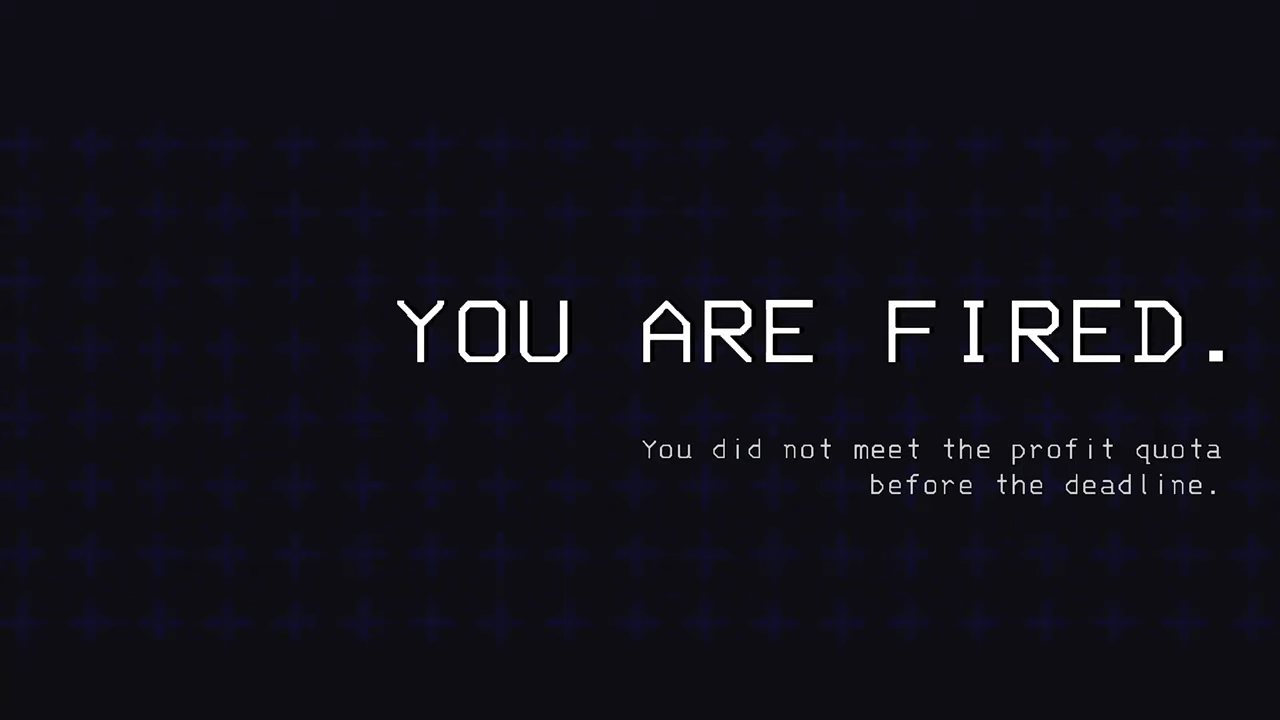 YOU ARE FIRED.
You did not meet the profit quota
before the deadline.